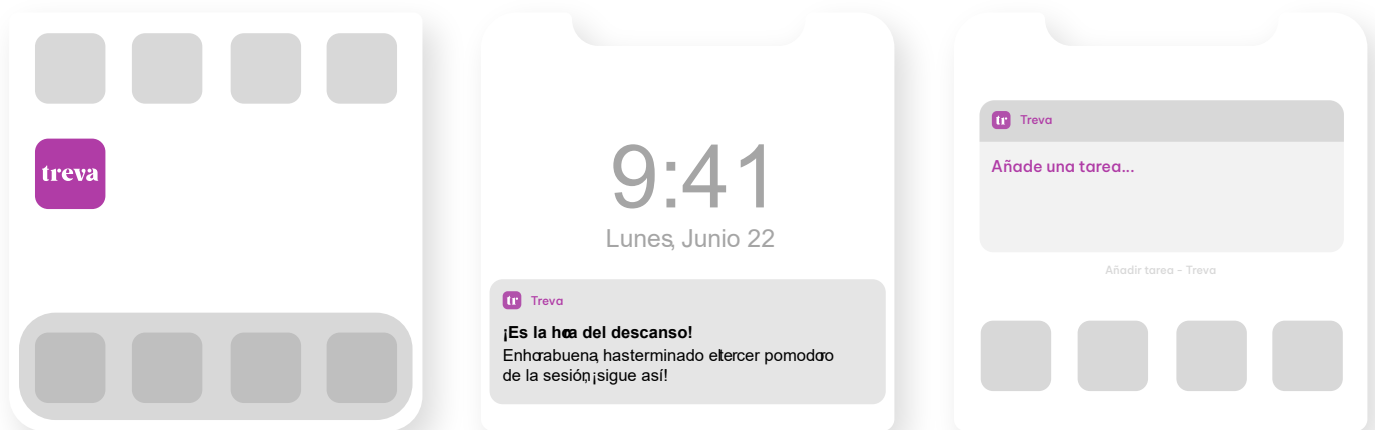 treva
9:41
Lunes, Junio 22
tr Treva
¡Es la hora del descanso!
Enhorabuena, has terminado el tercer pomodoro
de la sesión, ¡sigue así!
tr Treva
Añade una tarea...
Añadir tarea - Treva